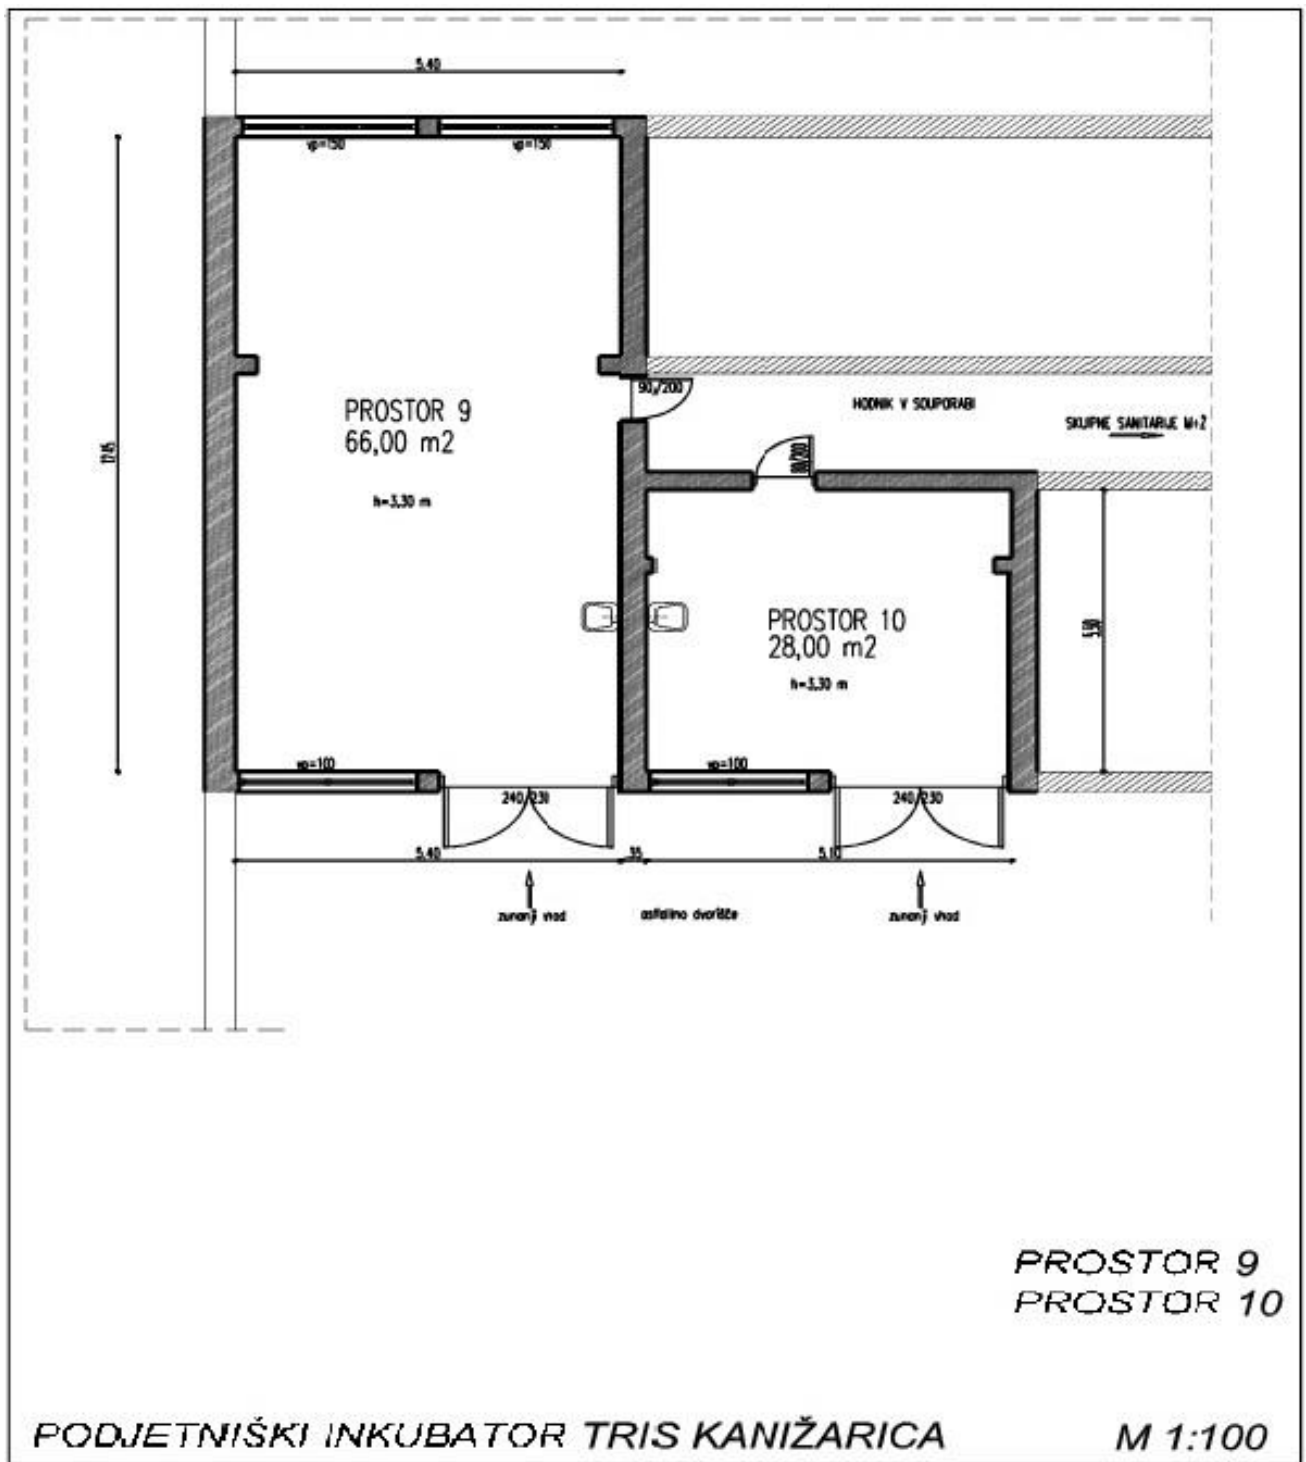 5.40
vp=150 vp=150
90/200
HODNIK V SOUPORABI
SKUPNE SANITARIJE M+Ž
PROSTOR 9
66,00 m2
h=3,30 m
PROSTOR 10
28,00 m2
h=3,30 m
5,50
vp=100 vp=100
240/230 240/230
5.40 35 5.10
zunanji vhod asfaltno dvorišče zunanji vhod
PROSTOR 9
PROSTOR 10
PODJETNIŠKI INKUBATOR TRIS KANIŽARICA M 1:100